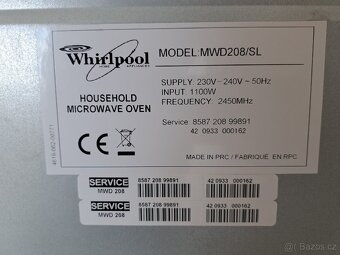 Whirlpool
HOME APPLIANCES
MODEL:MWD208/SL
SUPPLY: 230V~240V ~ 50Hz
INPUT: 1100W
FREQUENCY: 2450MHz
HOUSEHOLD
MICROWAVE OVEN
Service: 8587 208 99891
42 0933 000162
CE
MADE IN PRC / FABRIQUÉ EN RPC
SERVICE 8587 208 99891 42 0933 000162
MWD 208
SERVICE 8587 208 99891 42 0933 000162
MWD 208
Bazoš.cz